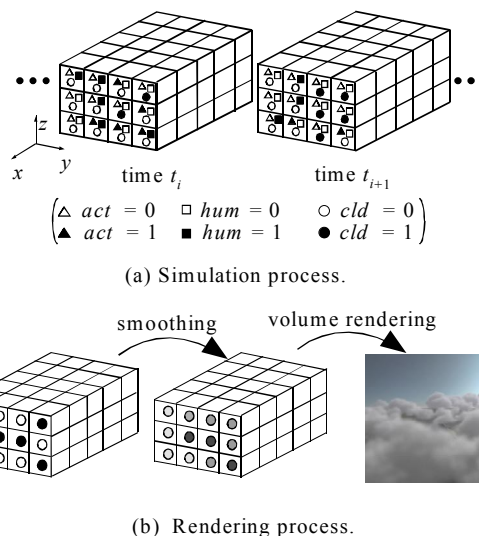 z
x
y
time t_i
time t_{i+1}
△ act = 0 □ hum = 0 ○ cld = 0
▲ act = 1 ■ hum = 1 ● cld = 1
(a) Simulation process.
smoothing
volume rendering
(b) Rendering process.